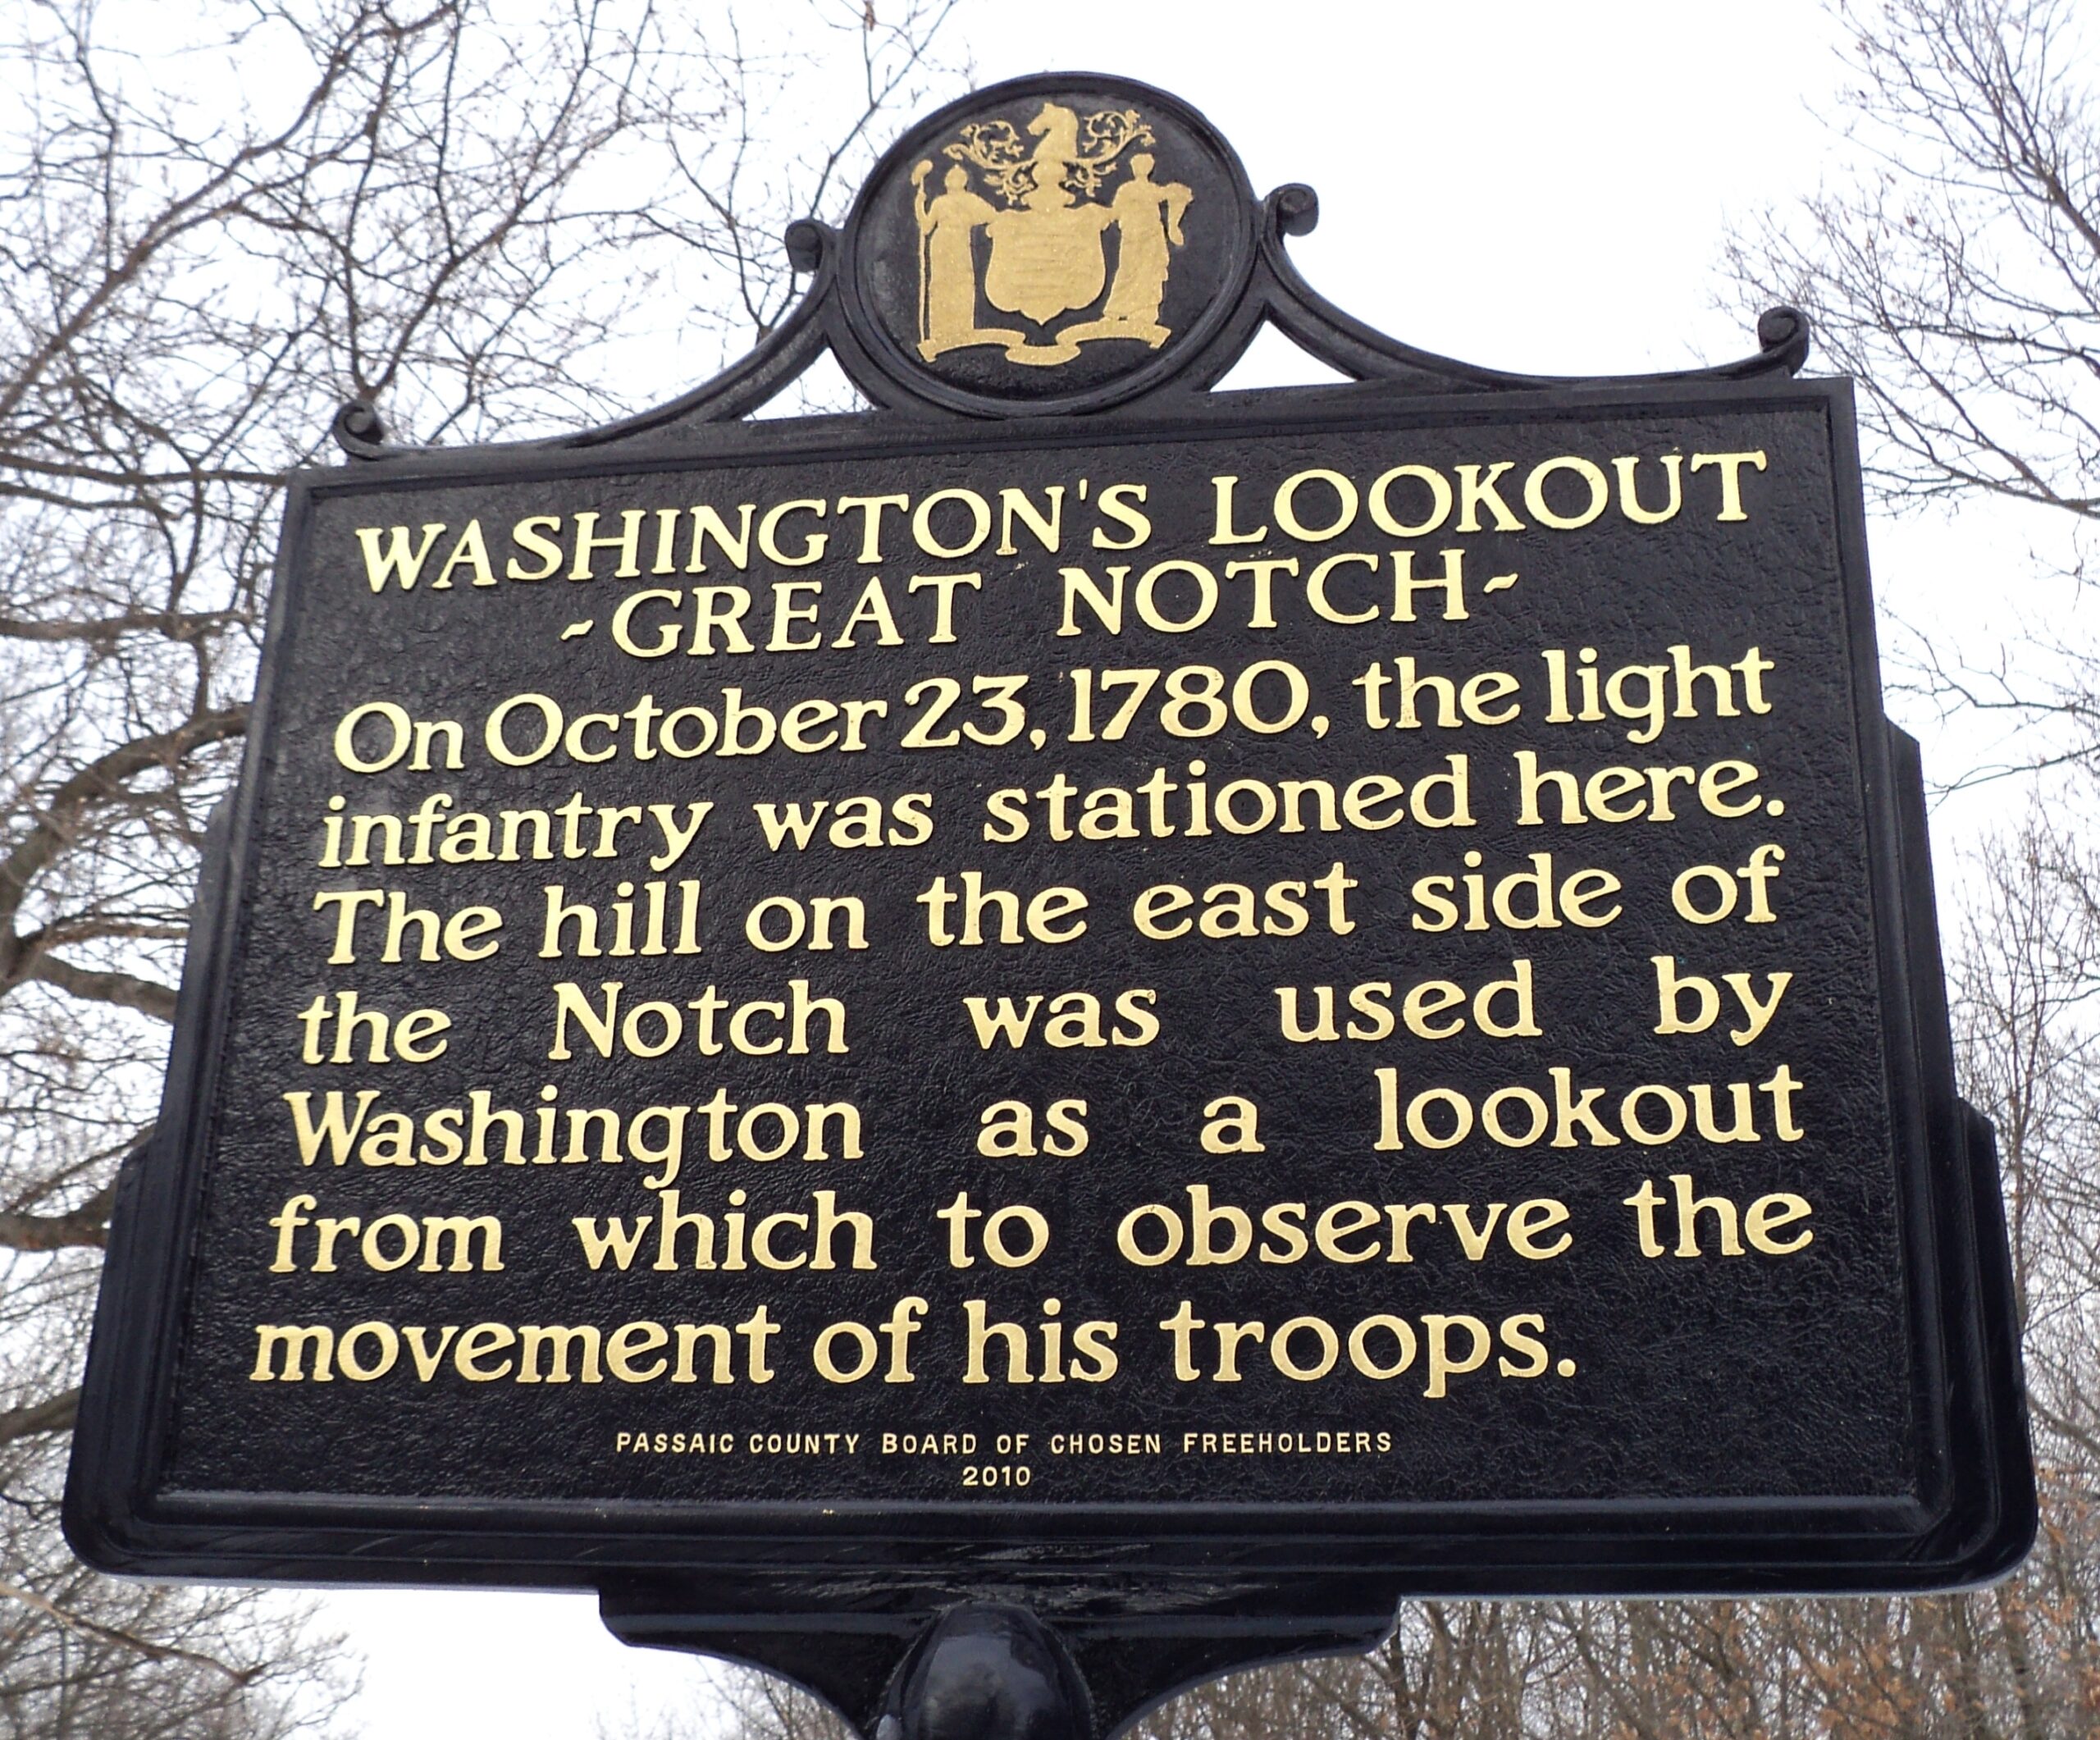 WASHINGTON'S LOOKOUT
~GREAT NOTCH~
On October 23, 1780, the light
infantry was stationed here.
The hill on the east side of
the Notch was used by
Washington as a lookout
from which to observe the
movement of his troops.
PASSAIC COUNTY BOARD OF CHOSEN FREEHOLDERS
2010